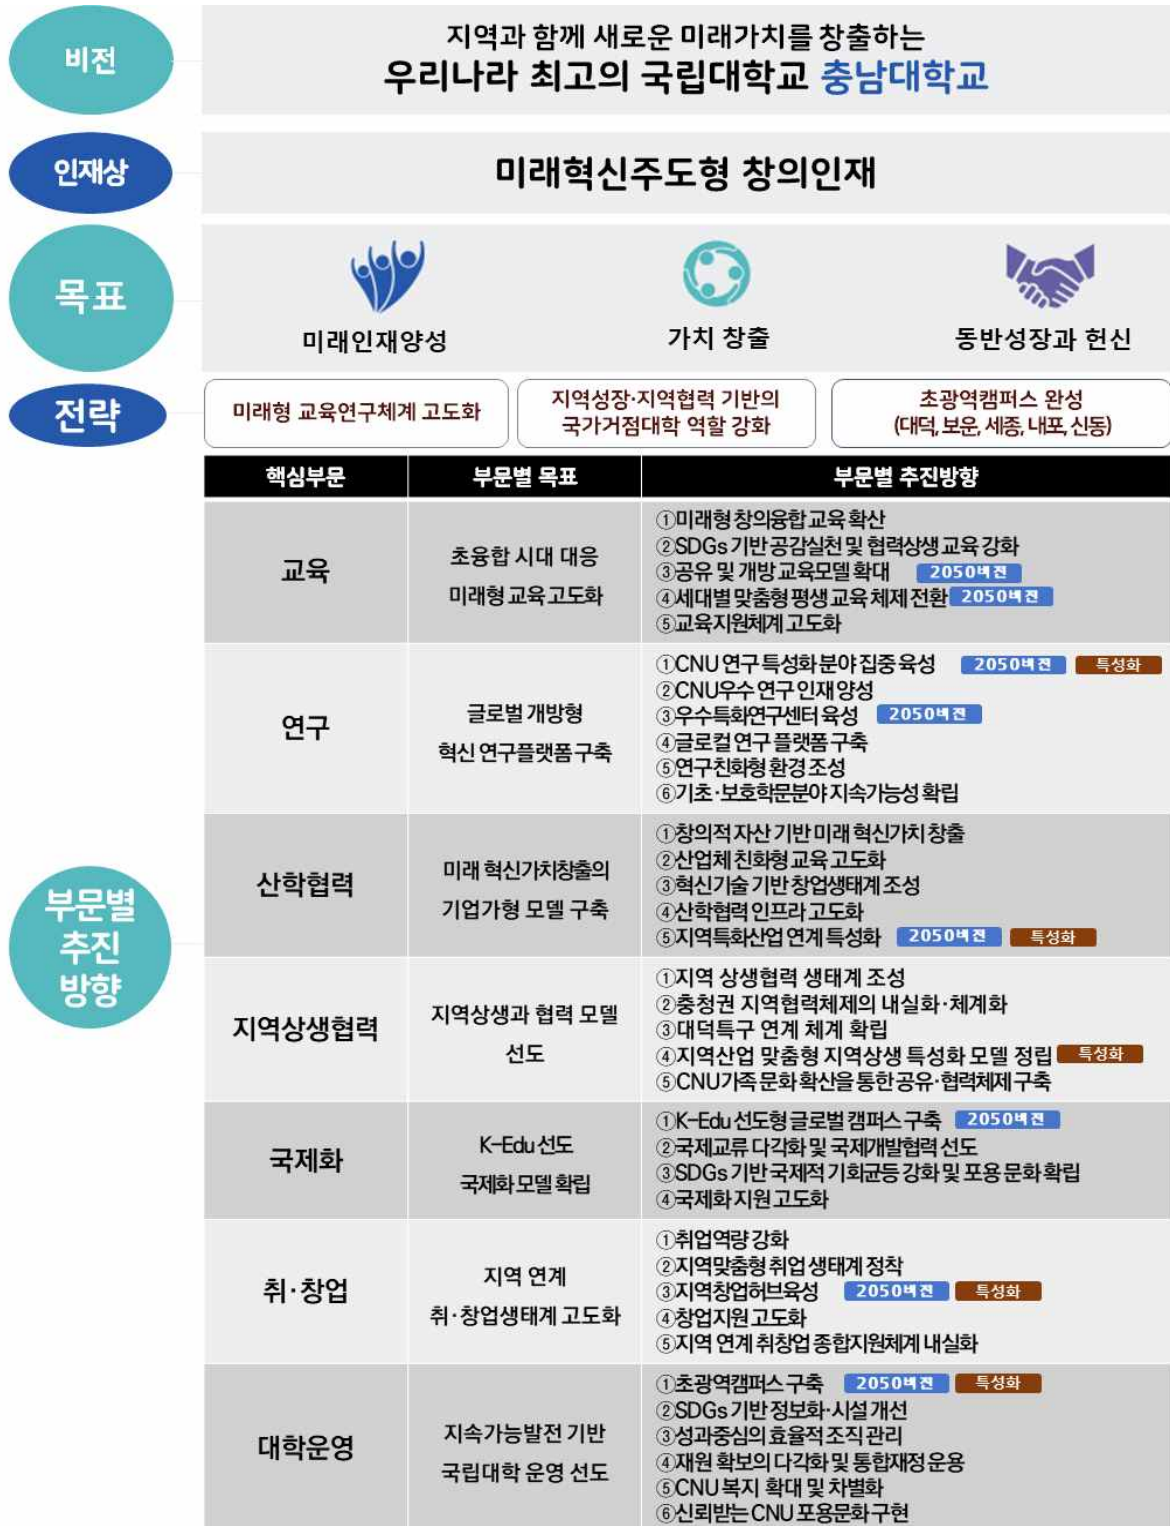 비전
지역과 함께 새로운 미래가치를 창출하는
우리나라 최고의 국립대학교 충남대학교
인재상
미래혁신주도형 창의인재
목표
미래인재양성
가치 창출
동반성장과 헌신
전략
미래형 교육연구체계 고도화
지역성장·지역협력 기반의
국가거점대학 역할 강화
초광역캠퍼스 완성
(대덕, 보운, 세종, 내포, 신동)
부문별
추진
방향
핵심부문
부문별 목표
부문별 추진방향
교육
초융합 시대 대응
미래형 교육 고도화
①미래형 창의융합 교육 확산
②SDGs 기반 공감실천 및 협력상생 교육 강화
③공유 및 개방 교육모델 확대 2050비전
④세대별 맞춤형 평생 교육 체제 전환 2050비전
⑤교육지원체계 고도화
연구
글로벌 개방형
혁신 연구플랫폼 구축
①CNU 연구 특성화 분야 집중 육성 2050비전 특성화
②CNU우수 연구 인재 양성
③우수특화연구센터 육성 2050비전
④글로컬 연구 플랫폼 구축
⑤연구친화형 환경 조성
⑥기초·보호학문분야 지속가능성 확립
산학협력
미래 혁신가치창출의
기업가형 모델 구축
①창의적 자산 기반 미래 혁신가치 창출
②산업체 친화형 교육 고도화
③혁신기술 기반 창업생태계 조성
④산학협력 인프라 고도화
⑤지역특화산업 연계 특성화 2050비전 특성화
지역상생협력
지역상생과 협력 모델
선도
①지역 상생협력 생태계 조성
②충청권 지역협력체제의 내실화·체계화
③대덕특구 연계 체계 확립
④지역산업 맞춤형 지역상생 특성화 모델 정립 특성화
⑤CNU가족 문화 확산을 통한 공유·협력체제 구축
국제화
K-Edu 선도
국제화 모델 확립
①K-Edu 선도형 글로벌 캠퍼스 구축 2050비전
②국제교류 다각화 및 국제개발협력 선도
③SDGs 기반 국제적 기회균등 강화 및 포용 문화 확립
④국제화 지원 고도화
취·창업
지역 연계
취·창업생태계 고도화
①취업역량 강화
②지역맞춤형 취업 생태계 정착
③지역창업허브육성 2050비전 특성화
④창업지원 고도화
⑤지역 연계 취창업 종합지원체계 내실화
대학운영
지속가능발전 기반
국립대학 운영 선도
①초광역캠퍼스 구축 2050비전 특성화
②SDGs 기반 정보화·시설 개선
③성과중심의 효율적 조직 관리
④재원 확보의 다각화 및 통합재정 운용
⑤CNU 복지 확대 및 차별화
⑥신뢰받는 CNU 포용문화 구현